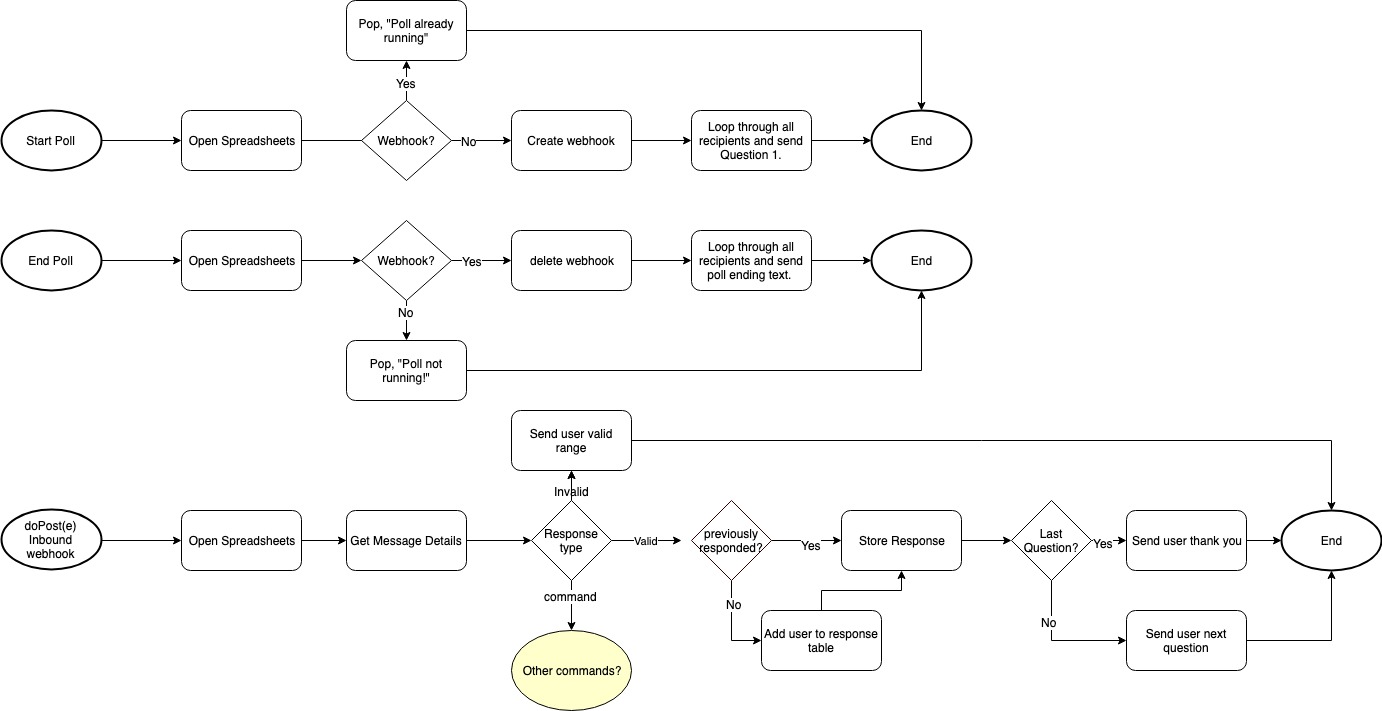 Pop, "Poll already
running"
Yes
Start Poll
Open Spreadsheets
Webhook?
No
Create webhook
Loop through all
recipients and send
Question 1.
End
End Poll
Open Spreadsheets
Webhook?
Yes
delete webhook
Loop through all
recipients and send
poll ending text.
End
No
Pop, "Poll not
running!"
Send user valid
range
Invalid
doPost(e)
Inbound
webhook
Open Spreadsheets
Get Message Details
Response
type
Valid
previously
responded?
Yes
Store Response
Last
Question?
Yes
Send user thank you
End
command
No
Add user to response
table
No
Send user next
question
Other commands?